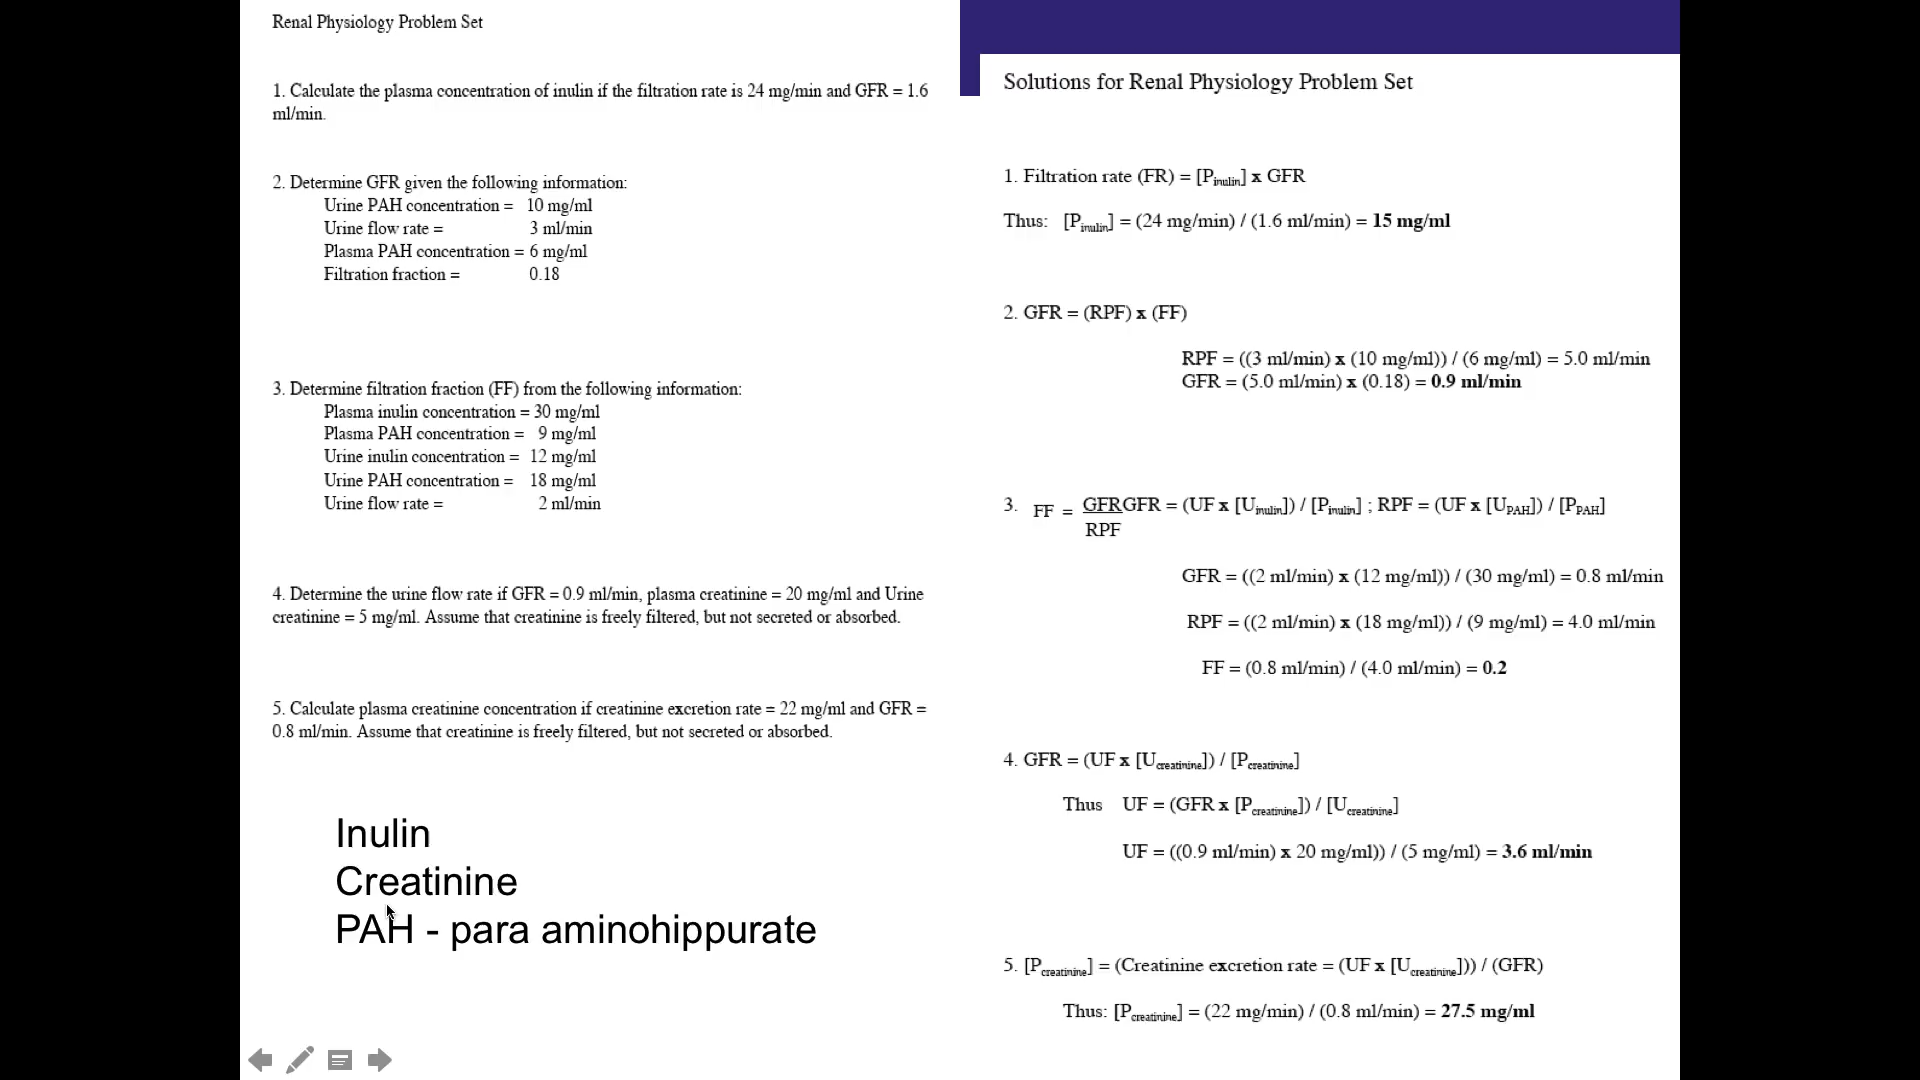 Renal Physiology Problem Set
1. Calculate the plasma concentration of inulin if the filtration rate is 24 mg/min and GFR = 1.6
ml/min.
2. Determine GFR given the following information:
Urine PAH concentration = 10 mg/ml
Urine flow rate = 3 ml/min
Plasma PAH concentration = 6 mg/ml
Filtration fraction = 0.18
3. Determine filtration fraction (FF) from the following information:
Plasma inulin concentration = 30 mg/ml
Plasma PAH concentration = 9 mg/ml
Urine inulin concentration = 12 mg/ml
Urine PAH concentration = 18 mg/ml
Urine flow rate = 2 ml/min
4. Determine the urine flow rate if GFR = 0.9 ml/min, plasma creatinine = 20 mg/ml and Urine
creatinine = 5 mg/ml. Assume that creatinine is freely filtered, but not secreted or absorbed.
5. Calculate plasma creatinine concentration if creatinine excretion rate = 22 mg/ml and GFR =
0.8 ml/min. Assume that creatinine is freely filtered, but not secreted or absorbed.
Inulin
Creatinine
PAH - para aminohippurate
Solutions for Renal Physiology Problem Set
1. Filtration rate (FR) = [Pinulin] x GFR
Thus: [Pinulin] = (24 mg/min) / (1.6 ml/min) = 15 mg/ml
2. GFR = (RPF) x (FF)
RPF = ((3 ml/min) x (10 mg/ml)) / (6 mg/ml) = 5.0 ml/min
GFR = (5.0 ml/min) x (0.18) = 0.9 ml/min
3. FF = GFRGFR = (UF x [Uinulin]) / [Pinulin] ; RPF = (UF x [UPAH]) / [PPAH]
RPF
GFR = ((2 ml/min) x (12 mg/ml)) / (30 mg/ml) = 0.8 ml/min
RPF = ((2 ml/min) x (18 mg/ml)) / (9 mg/ml) = 4.0 ml/min
FF = (0.8 ml/min) / (4.0 ml/min) = 0.2
4. GFR = (UF x [Ucreatinine]) / [Pcreatinine]
Thus UF = (GFR x [Pcreatinine]) / [Ucreatinine]
UF = ((0.9 ml/min) x 20 mg/ml)) / (5 mg/ml) = 3.6 ml/min
5. [Pcreatinine] = (Creatinine excretion rate = (UF x [Ucreatinine])) / (GFR)
Thus: [Pcreatinine] = (22 mg/min) / (0.8 ml/min) = 27.5 mg/ml